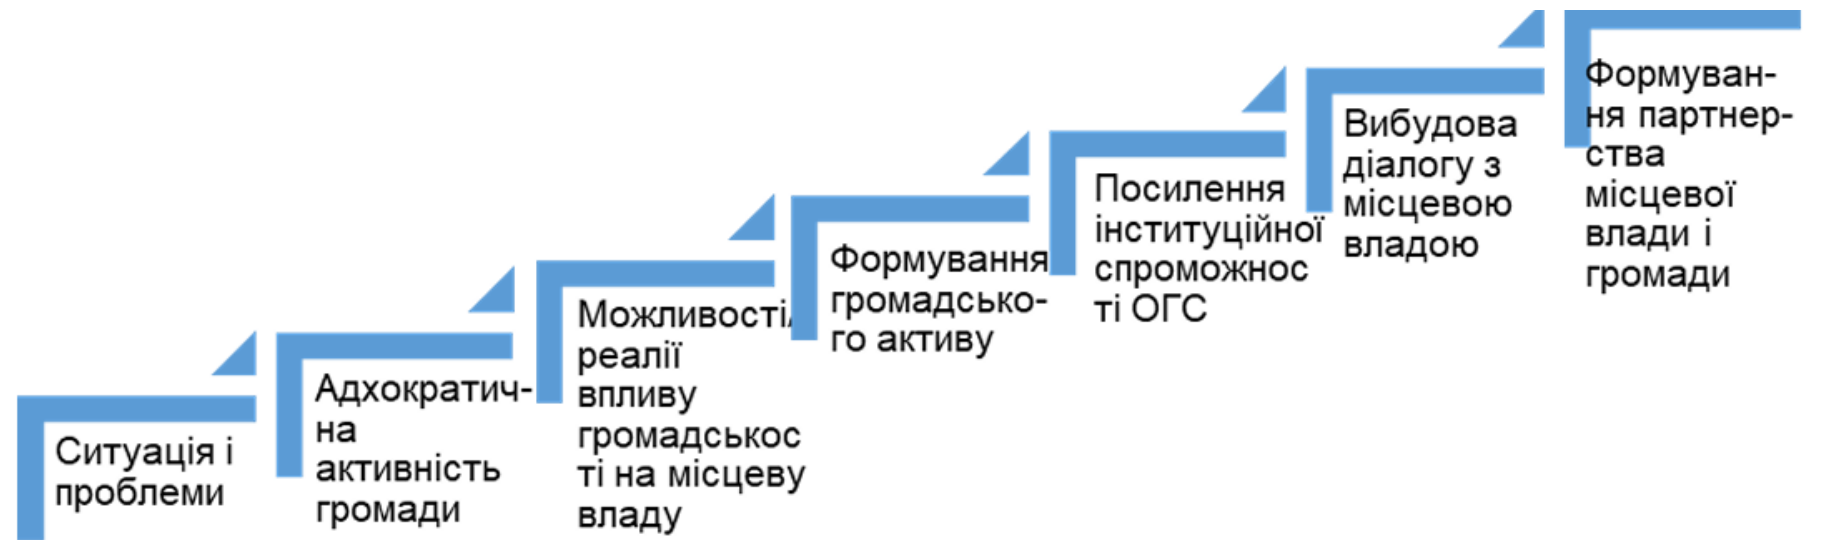 Ситуація і
проблеми
Адхократич-
на
активність
громади
Можливості/
реалії
впливу
громадськос
ті на місцеву
владу
Формування
громадсько-
го активу
Посилення
інституційної
спроможнос
ті ОГС
Вибудова
діалогу з
місцевою
владою
Формуван-
ня партнер-
ства
місцевої
влади і
громади